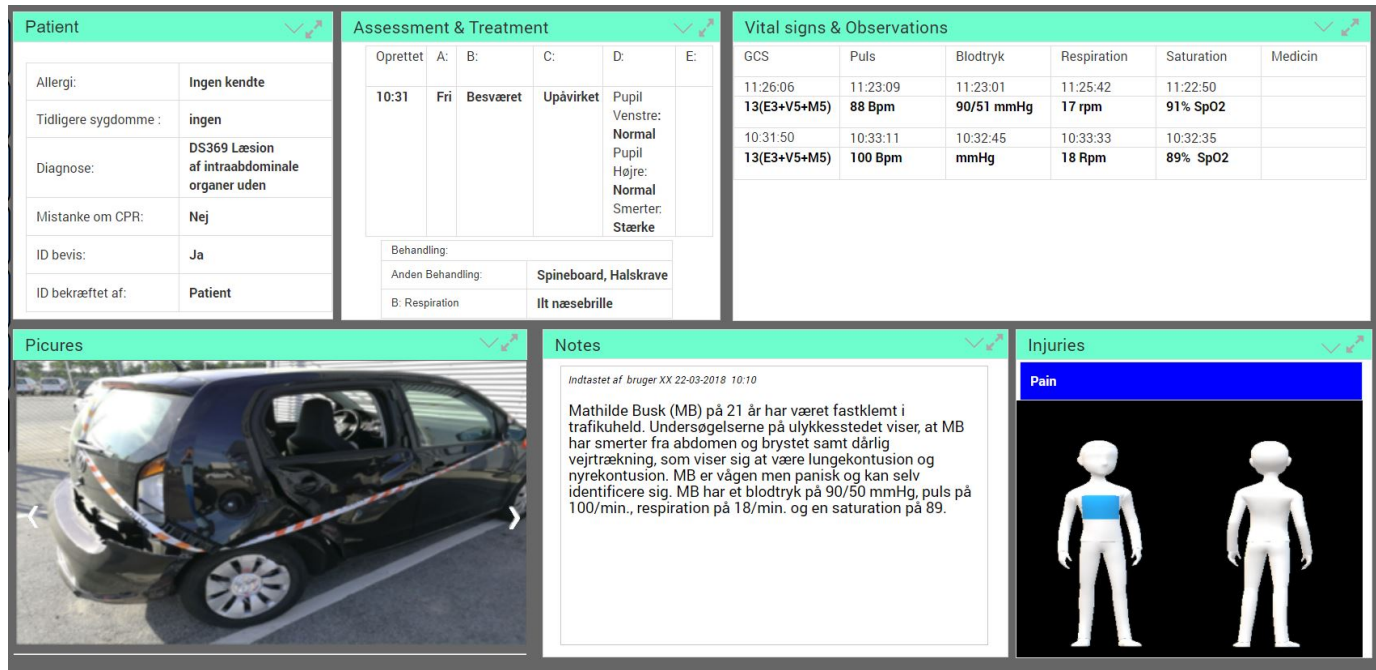 Patient
Allergi: Ingen kendte
Tidligere sygdomme : ingen
Diagnose: DS369 Læsion
af intraabdominale
organer uden
Mistanke om CPR: Nej
ID bevis: Ja
ID bekræftet af: Patient
Assessment & Treatment
Oprettet A: B: C: D: E:
10:31 Fri Besværet Upåvirket Pupil
Venstre:
Normal
Pupil
Højre:
Normal
Smerter:
Stærke
Behandling:
Anden Behandling: Spineboard, Halskrave
B: Respiration Ilt næsebrille
Vital signs & Observations
GCS Puls Blodtryk Respiration Saturation Medicin
11:26:06 11:23:09 11:23:01 11:25:42 11:22:50
13(E3+V5+M5) 88 Bpm 90/51 mmHg 17 rpm 91% SpO2
10:31:50 10:33:11 10:32:45 10:33:33 10:32:35
13(E3+V5+M5) 100 Bpm mmHg 18 Rpm 89% SpO2
Picures
Notes
Indtastet af bruger XX 22-03-2018 10:10
Mathilde Busk (MB) på 21 år har været fastklemt i
trafikuheld. Undersøgelserne på ulykkesstedet viser, at MB
har smerter fra abdomen og brystet samt dårlig
vejrtrækning, som viser sig at være lungekontusion og
nyrekontusion. MB er vågen men panisk og kan selv
identificere sig. MB har et blodtryk på 90/50 mmHg, puls på
100/min., respiration på 18/min. og en saturation på 89.
Injuries
Pain